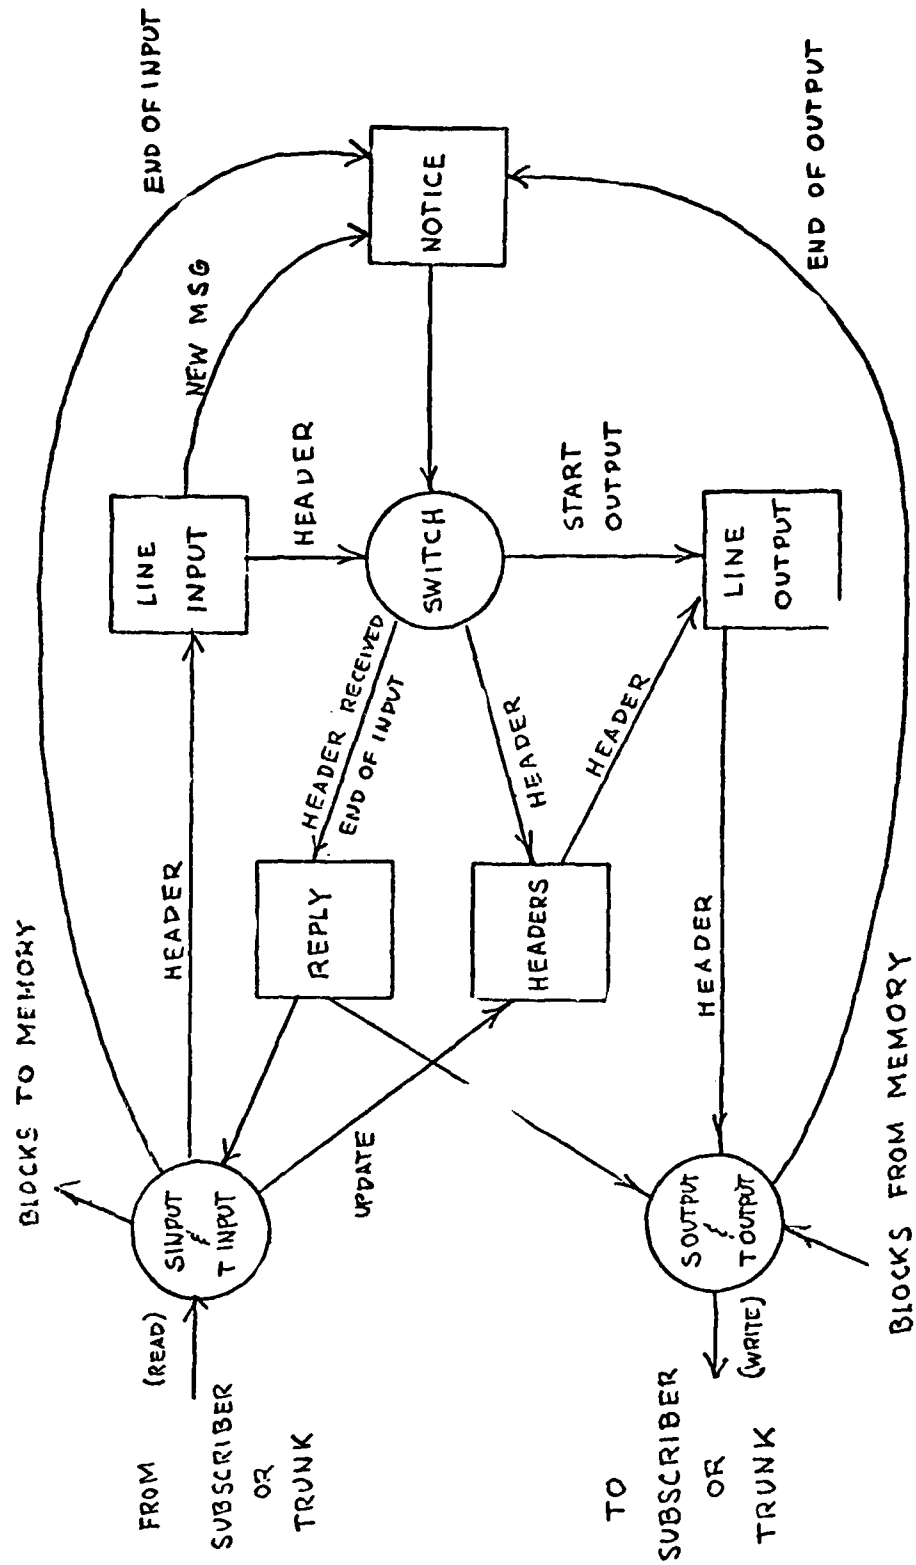 FROM
SUBSCRIBER
OR
TRUNK
(READ)
BLOCKS TO MEMORY
SINPUT
&
TINPUT
HEADER
LINE
INPUT
NEW MSG
END OF INPUT
HEADER
NOTICE
REPLY
HEADER RECEIVED
END OF INPUT
SWITCH
UPDATE
HEADERS
HEADER
HEADER
START
OUTPUT
TO
SUBSCRIBER
OR
TRUNK
(WRITE)
SOUTPUT
&
TOUTPUT
HEADER
LINE
OUTPUT
END OF OUTPUT
BLOCKS FROM MEMORY